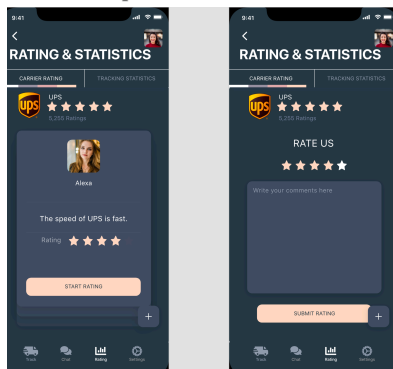 9:41
RATING & STATISTICS
CARRIER RATING
TRACKING STATISTICS
ups
UPS
5,255 Ratings
Alexa
The speed of UPS is fast.
Rating
START RATING
+
Track
Chat
Rating
Settings
9:41
RATING & STATISTICS
CARRIER RATING
TRACKING STATISTICS
ups
UPS
5,255 Ratings
RATE US
Write your comments here
SUBMIT RATING
+
Track
Chat
Rating
Settings